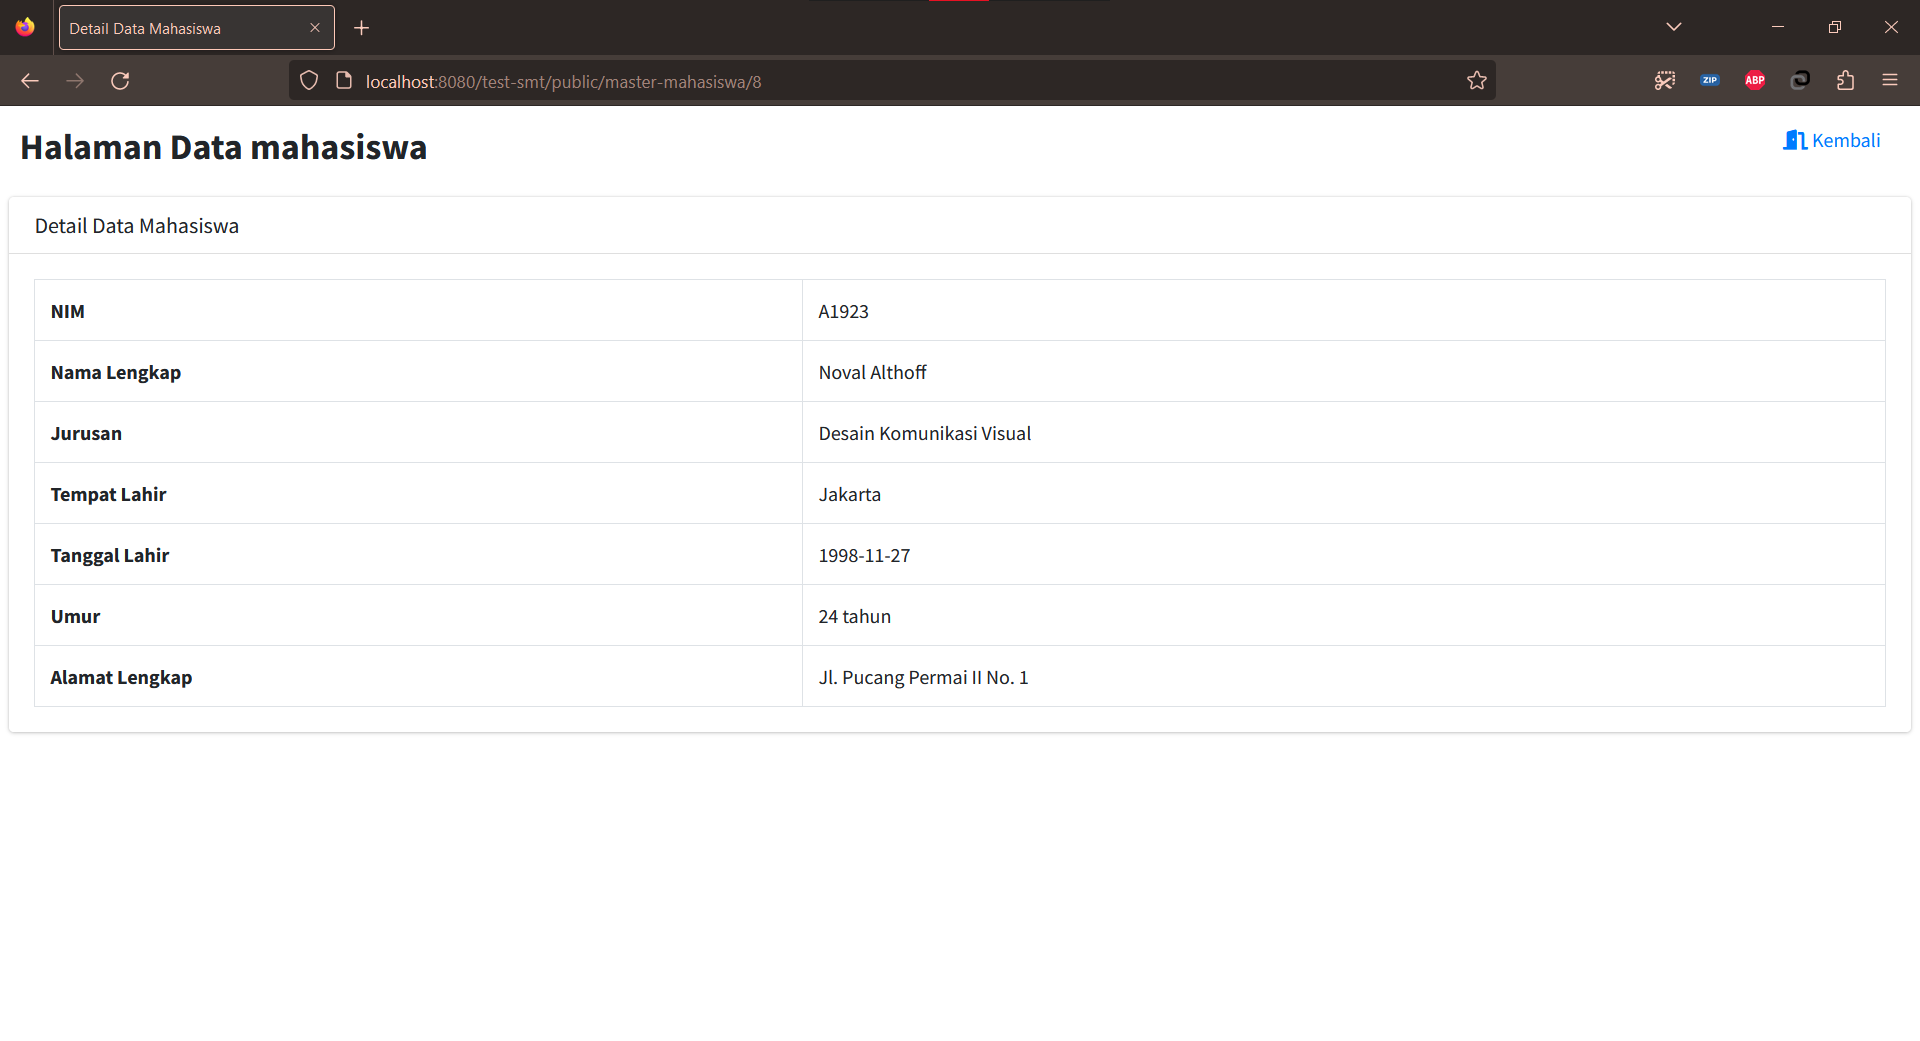 Detail Data Mahasiswa
localhost:8080/test-smt/public/master-mahasiswa/8
ZIP
ABP
Halaman Data mahasiswa
Kembali
Detail Data Mahasiswa
NIM A1923
Nama Lengkap Noval Althoff
Jurusan Desain Komunikasi Visual
Tempat Lahir Jakarta
Tanggal Lahir 1998-11-27
Umur 24 tahun
Alamat Lengkap Jl. Pucang Permai II No. 1